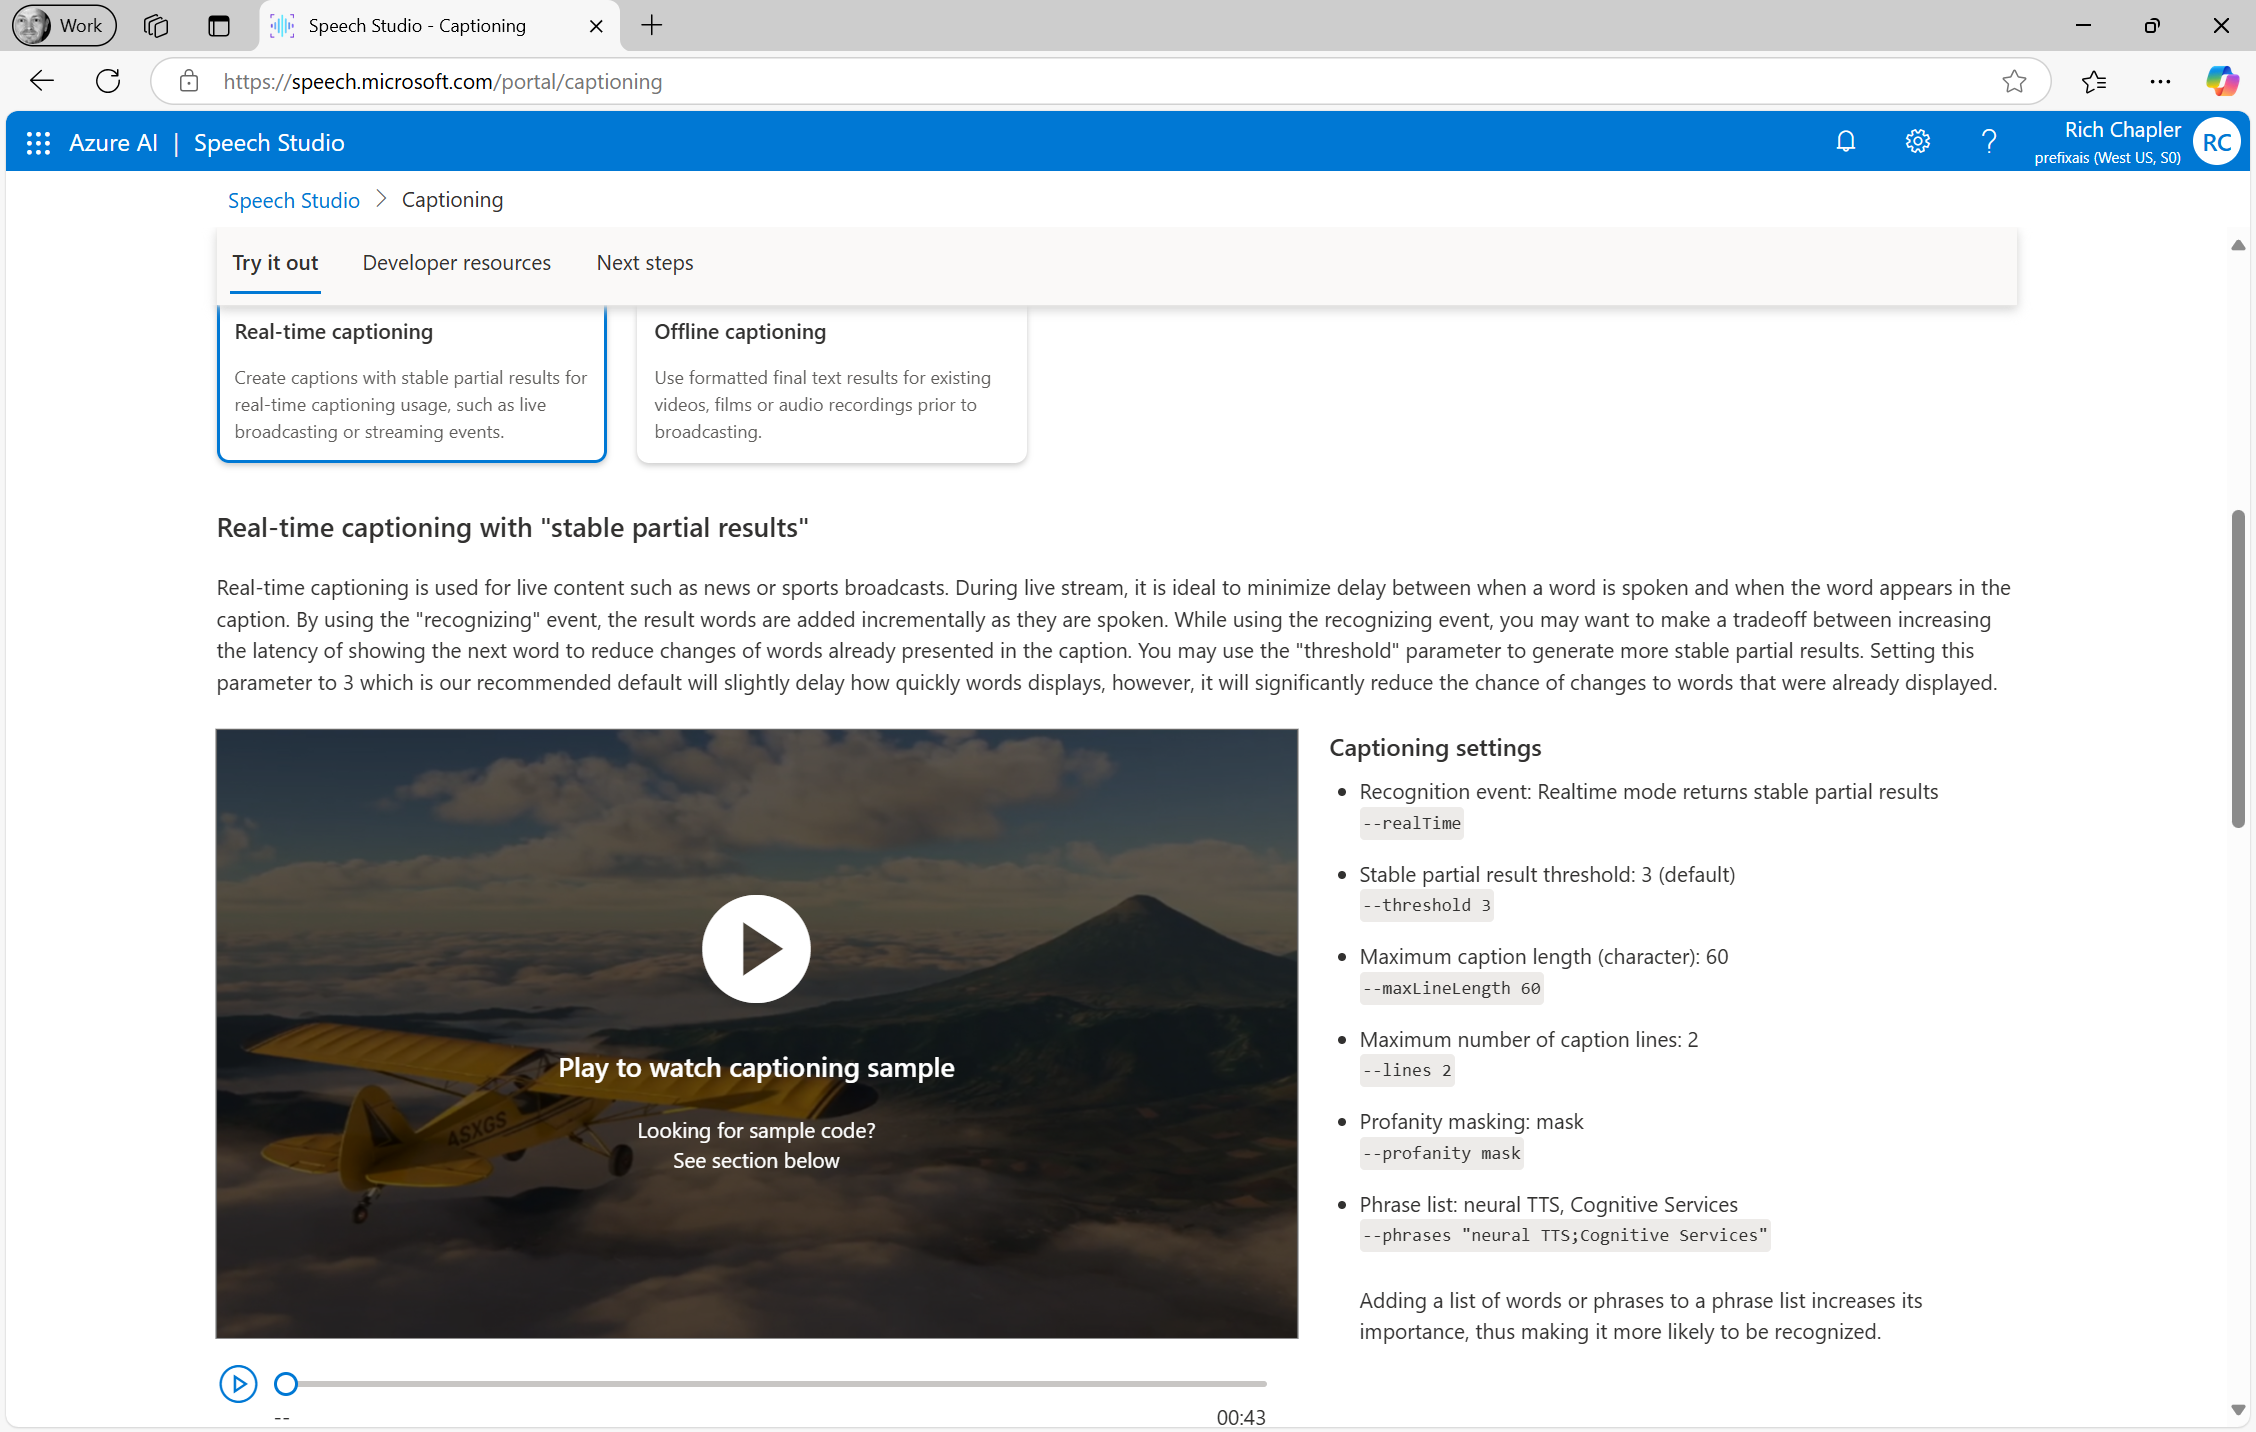 Work
Speech Studio - Captioning
https://speech.microsoft.com/portal/captioning
Azure AI | Speech Studio
Rich Chapler
prefixais (West US, S0)
RC
Speech Studio > Captioning
Try it out
Developer resources
Next steps
Real-time captioning
Create captions with stable partial results for
real-time captioning usage, such as live
broadcasting or streaming events.
Offline captioning
Use formatted final text results for existing
videos, films or audio recordings prior to
broadcasting.
Real-time captioning with "stable partial results"
Real-time captioning is used for live content such as news or sports broadcasts. During live stream, it is ideal to minimize delay between when a word is spoken and when the word appears in the
caption. By using the "recognizing" event, the result words are added incrementally as they are spoken. While using the recognizing event, you may want to make a tradeoff between increasing
the latency of showing the next word to reduce changes of words already presented in the caption. You may use the "threshold" parameter to generate more stable partial results. Setting this
parameter to 3 which is our recommended default will slightly delay how quickly words displays, however, it will significantly reduce the chance of changes to words that were already displayed.
Play to watch captioning sample
Looking for sample code?
See section below
ASXGS
--
00:43
Captioning settings
• Recognition event: Realtime mode returns stable partial results
--realTime
• Stable partial result threshold: 3 (default)
--threshold 3
• Maximum caption length (character): 60
--maxLineLength 60
• Maximum number of caption lines: 2
--lines 2
• Profanity masking: mask
--profanity mask
• Phrase list: neural TTS, Cognitive Services
--phrases "neural TTS;Cognitive Services"
Adding a list of words or phrases to a phrase list increases its
importance, thus making it more likely to be recognized.